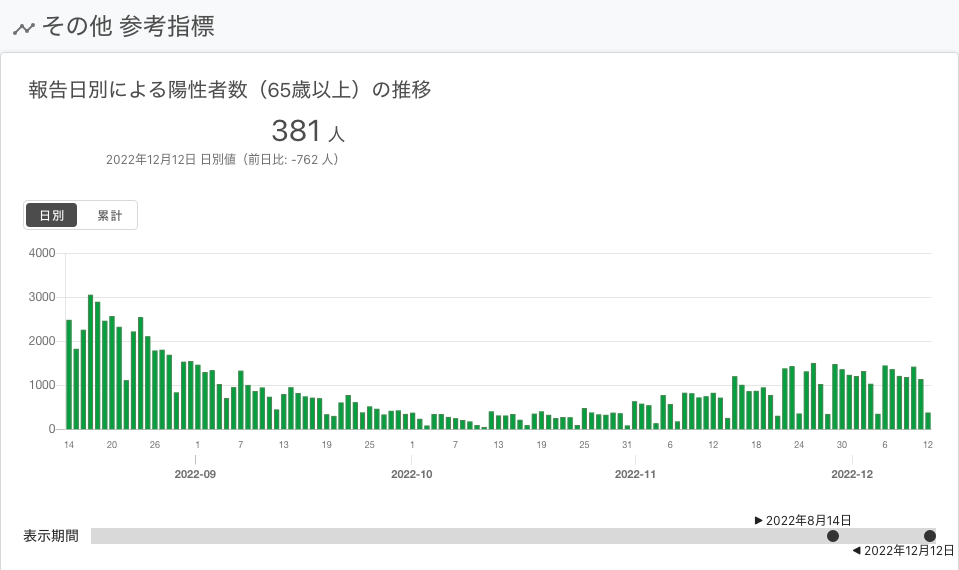 その他 参考指標
報告日別による陽性者数（65歳以上）の推移
381 人
2022年12月12日 日別値（前日比: -762 人）
日別 累計
4000
3000
2000
1000
0
14 20 26 1 7 13 19 25 1 7 13 19 25 31 6 12 18 24 30 6 12
2022-09 2022-10 2022-11 2022-12
▶ 2022年8月14日
表示期間
◀ 2022年12月12日